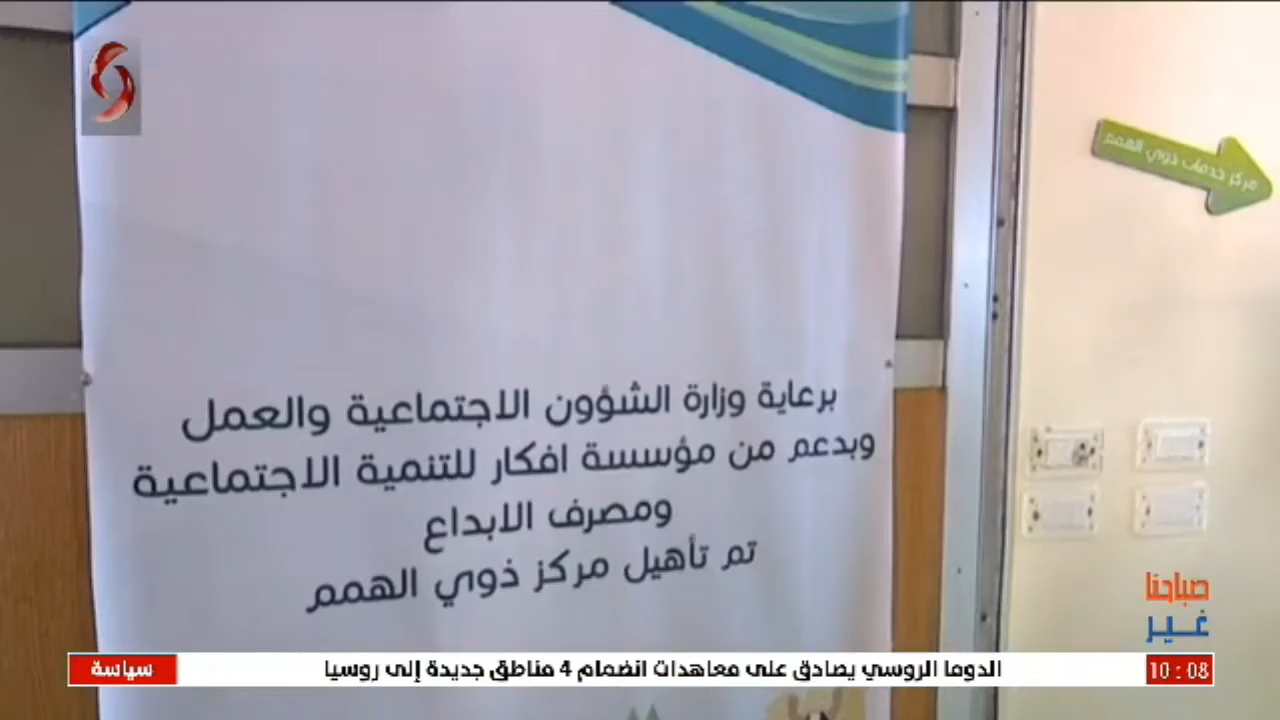 مركز خدمات ذوي الهمم
برعاية وزارة الشؤون الاجتماعية والعمل
وبدعم من مؤسسة افكار للتنمية الاجتماعية
ومصرف الابداع
تم تأهيل مركز ذوي الهمم
صباحنا
غير
سياسة
الدوما الروسي يصادق على معاهدات انضمام 4 مناطق جديدة إلى روسيا
10:08